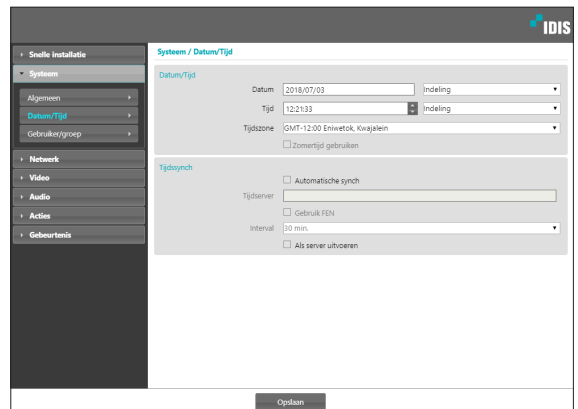 IDIS
Snelle installatie
Systeem
Algemeen
Datum/Tijd
Gebruiker/groep
Netwerk
Video
Audio
Acties
Gebeurtenis
Systeem / Datum/Tijd
Datum/Tijd
Datum 2018/07/03 Indeling
Tijd 12:21:33 Indeling
Tijdszone GMT-12:00 Eniwetok, Kwajalein
Zomertijd gebruiken
Tijdssynch
Automatische synch
Tijdserver
Gebruik FEN
Interval 30 min.
Als server uitvoeren
Opslaan